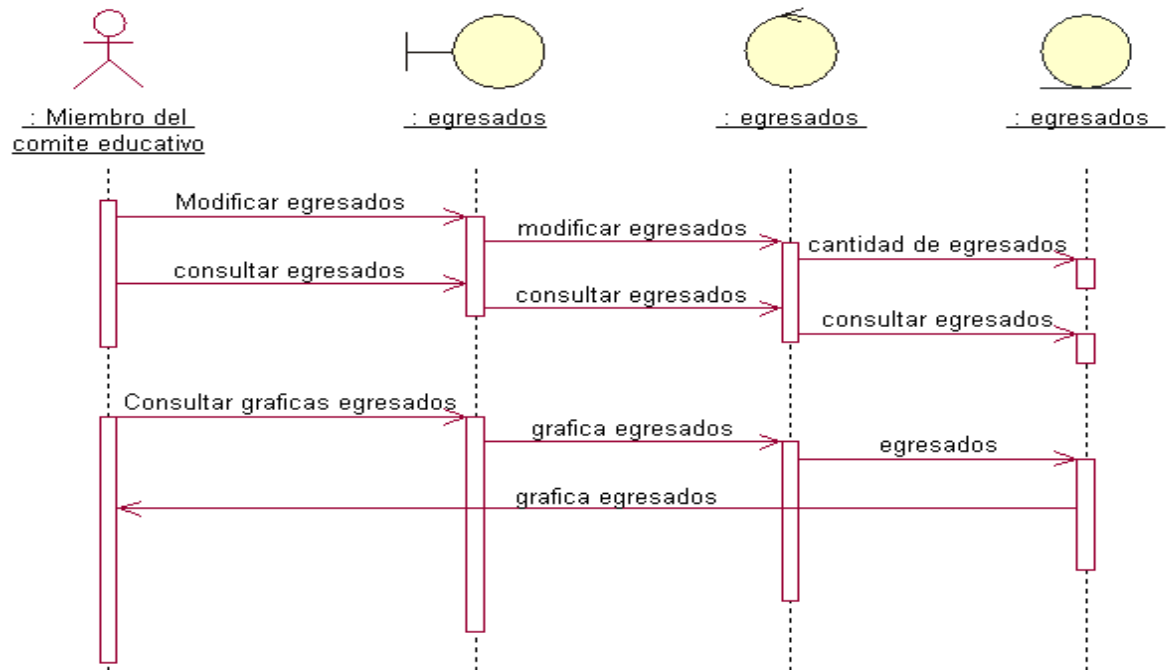 : Miembro del
comite educativo
: egresados
: egresados
: egresados
Modificar egresados
modificar egresados
cantidad de egresados
consultar egresados
consultar egresados
consultar egresados
Consultar graficas egresados
grafica egresados
egresados
grafica egresados